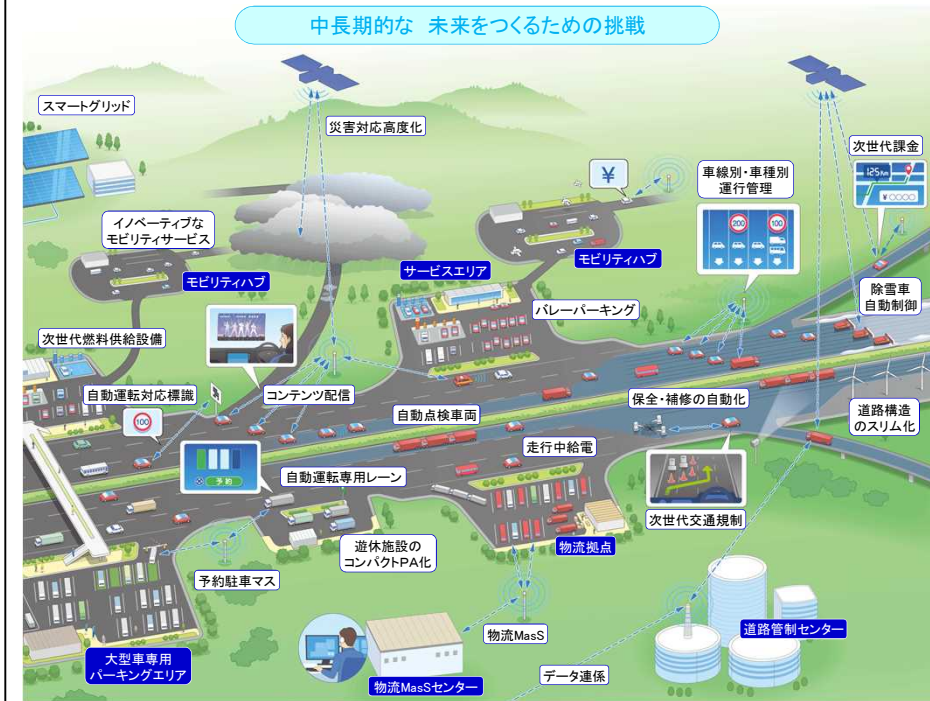 中長期的な 未来をつくるための挑戦
スマートグリッド
災害対応高度化
次世代課金
125Km
¥ ○○○○
¥
車線別・車種別
運行管理
200
100
イノベーティブな
モビリティサービス
モビリティハブ
サービスエリア
モビリティハブ
バレーパーキング
除雪車
自動制御
次世代燃料供給設備
自動運転対応標識
100
コンテンツ配信
自動点検車両
保全・補修の自動化
道路構造
のスリム化
予約
自動運転専用レーン
走行中給電
次世代交通規制
遊休施設の
コンパクトPA化
物流拠点
予約駐車マス
物流MasS
道路管制センター
大型車専用
パーキングエリア
物流MasSセンター
データ連係